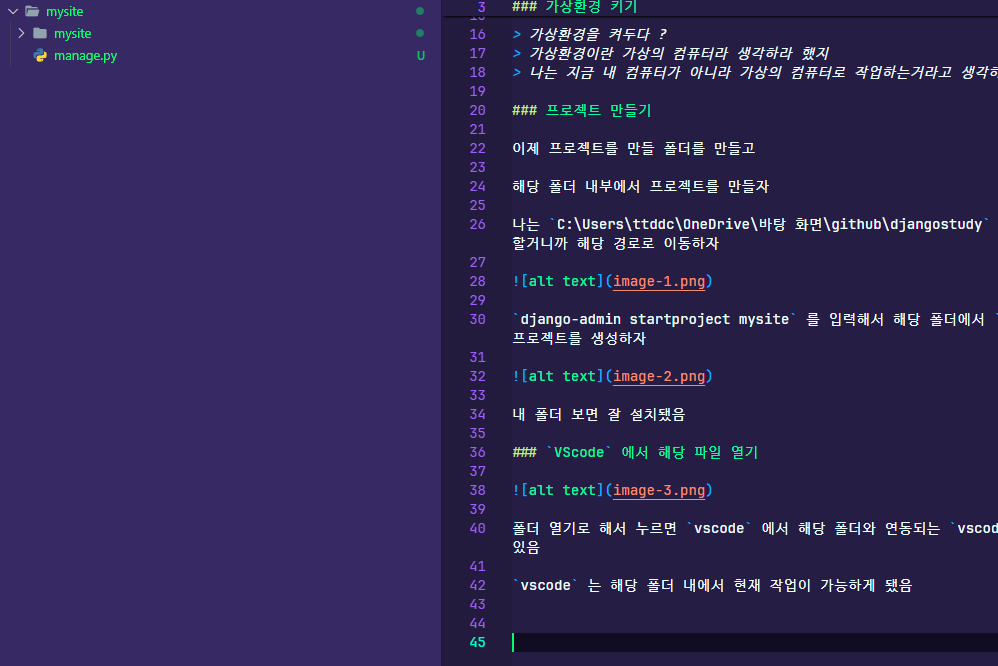 mysite
mysite
manage.py U
3 ### 가상환경 키기
15
16 > 가상환경을 켜두다 ?
17 > 가상환경이란 가상의 컴퓨터라 생각하라 했지
18 > 나는 지금 내 컴퓨터가 아니라 가상의 컴퓨터로 작업하는거라고 생각하
19
20 ### 프로젝트 만들기
21
22 이제 프로젝트를 만들 폴더를 만들고
23
24 해당 폴더 내부에서 프로젝트를 만들자
25
26 나는 `C:\Users\ttddc\OneDrive\바탕 화면\github\djangostudy`
할거니까 해당 경로로 이동하자
27
28 ![alt text](image-1.png)
29
30 `django-admin startproject mysite` 를 입력해서 해당 폴더에서 `
프로젝트를 생성하자
31
32 ![alt text](image-2.png)
33
34 내 폴더 보면 잘 설치됐음
35
36 ### `VScode` 에서 해당 파일 열기
37
38 ![alt text](image-3.png)
39
40 폴더 열기로 해서 누르면 `vscode` 에서 해당 폴더와 연동되는 `vscod
있음
41
42 `vscode` 는 해당 폴더 내에서 현재 작업이 가능하게 됐음
43
44
45